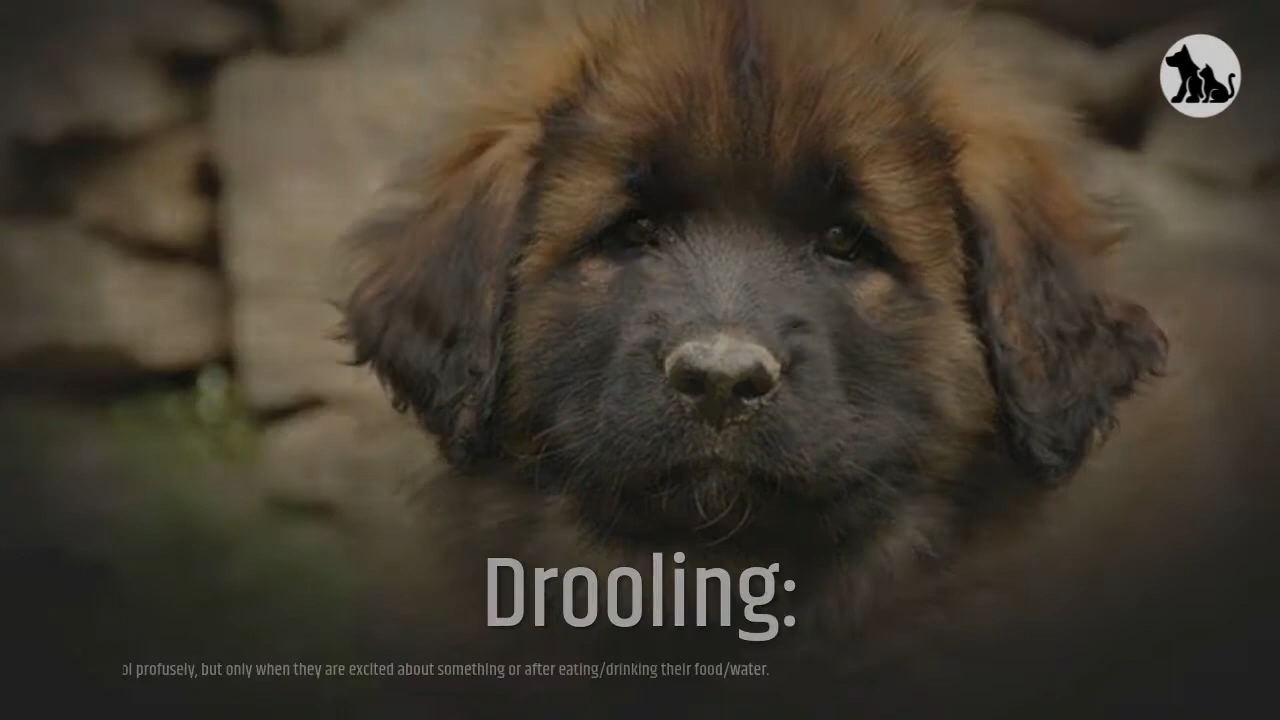 Drooling:
profusely, but only when they are excited about something or after eating/drinking their food/water.